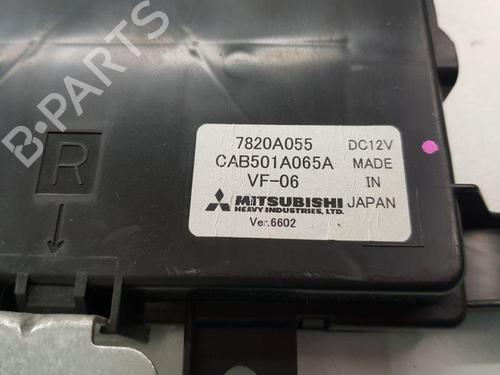 B-PARTS
R
7820A055 DC12V
CAB501A065A MADE
VF-06 IN
MITSUBISHI JAPAN
HEAVY INDUSTRIES, LTD.
Ver.6602